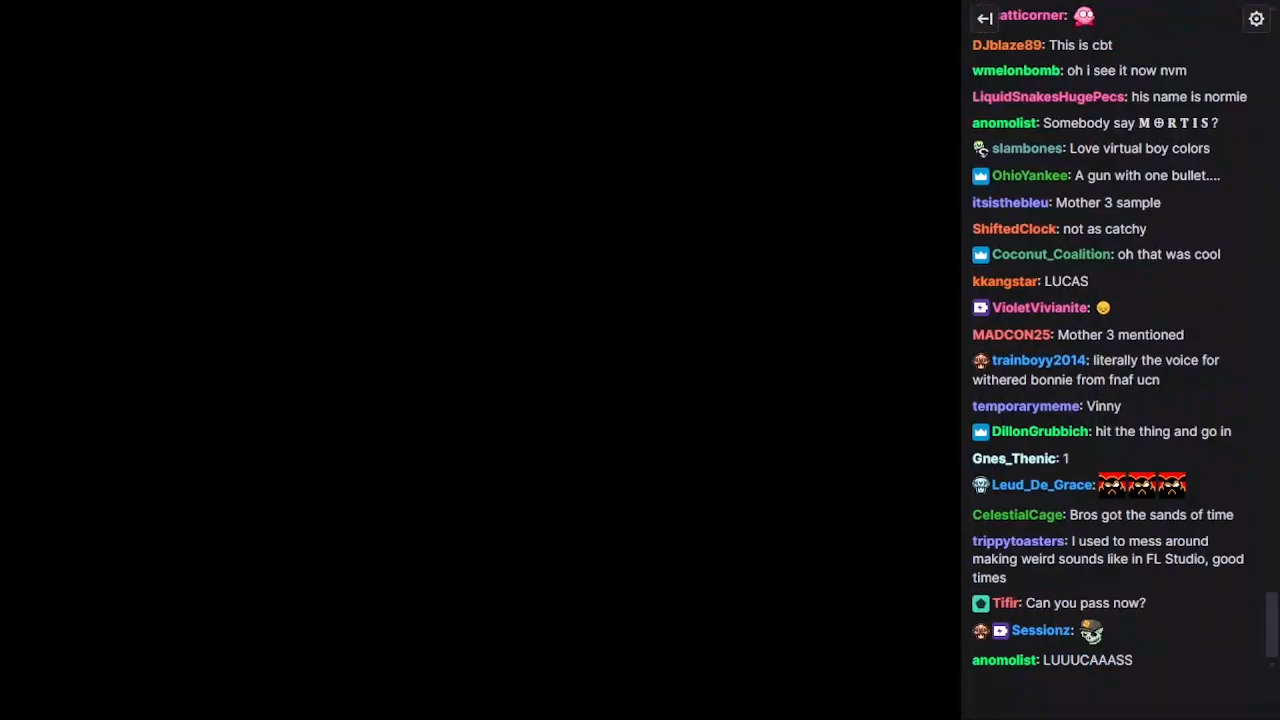 atticorner:
DJblaze89: This is cbt
wmelonbomb: oh i see it now nvm
LiquidSnakesHugePecs: his name is normie
anomolist: Somebody say 𝐌 ⊕ 𝐑 𝐓 𝐈 𝐒 ?
slambones: Love virtual boy colors
OhioYankee: A gun with one bullet....
itsisthebleu: Mother 3 sample
ShiftedClock: not as catchy
Coconut_Coalition: oh that was cool
kkangstar: LUCAS
VioletVivianite:
MADCON25: Mother 3 mentioned
trainboyy2014: literally the voice for
withered bonnie from fnaf ucn
temporarymeme: Vinny
DillonGrubbich: hit the thing and go in
Gnes_Thenic: 1
Leud_De_Grace:
CelestialCage: Bros got the sands of time
trippytoasters: I used to mess around
making weird sounds like in FL Studio, good
times
Tifir: Can you pass now?
Sessionz:
anomolist: LUUUCAAASS